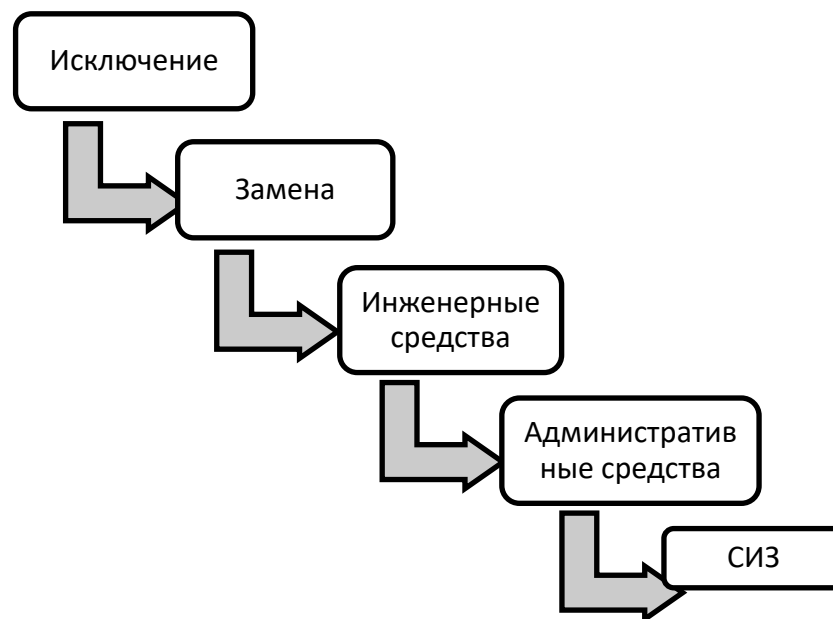 Исключение
Замена
Инженерные
средства
Административ
ные средства
СИЗ